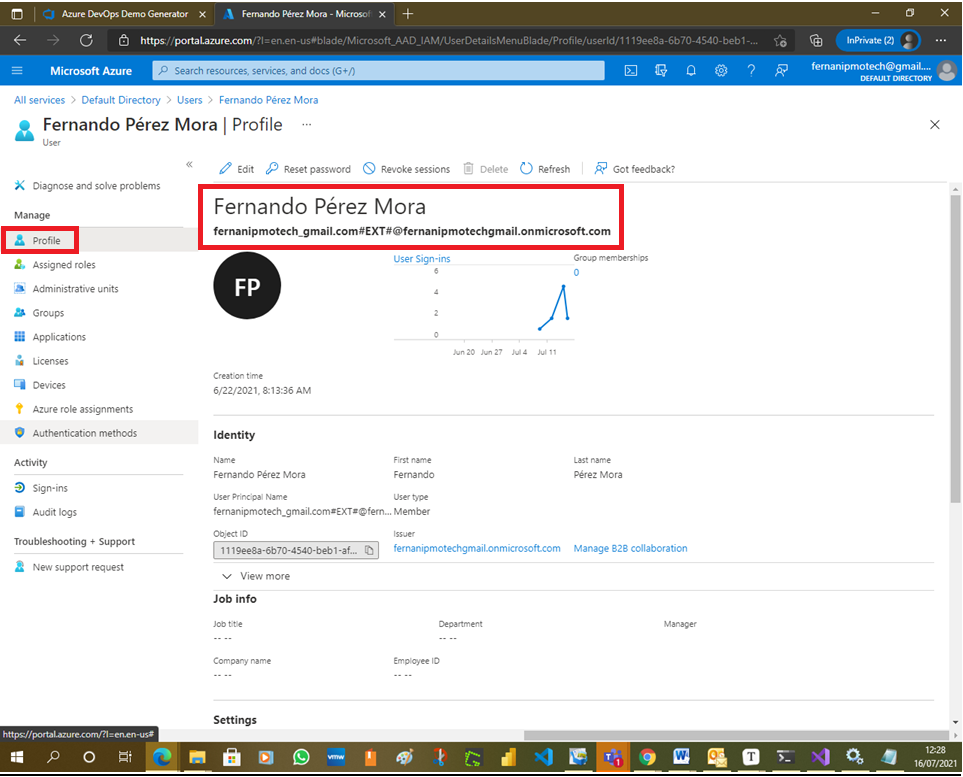 Azure DevOps Demo Generator
Fernando Pérez Mora - Microsof
https://portal.azure.com/?l=en.en-us#blade/Microsoft_AAD_IAM/UserDetailsMenuBlade/Profile/userId/1119ee8a-6b70-4540-beb1-...
InPrivate (2)
Microsoft Azure
Search resources, services, and docs (G+/)
fernanipmotech@gmail....
DEFAULT DIRECTORY
All services > Default Directory > Users > Fernando Pérez Mora
Fernando Pérez Mora | Profile ...
User
«
Edit Reset password Revoke sessions Delete Refresh Got feedback?
Diagnose and solve problems
Manage
Profile
Assigned roles
Administrative units
Groups
Applications
Licenses
Devices
Azure role assignments
Authentication methods
Activity
Sign-ins
Audit logs
Troubleshooting + Support
New support request
Fernando Pérez Mora
fernanipmotech_gmail.com#EXT#@fernanipmotechgmail.onmicrosoft.com
FP
User Sign-ins
6
4
2
0
Jun 20 Jun 27 Jul 4 Jul 11
Group memberships
0
Creation time
6/22/2021, 8:13:36 AM
Identity
Name First name Last name
Fernando Pérez Mora Fernando Pérez Mora
User Principal Name User type
fernanipmotech_gmail.com#EXT#@fern... Member
Object ID Issuer
1119ee8a-6b70-4540-beb1-af... fernanipmotechgmail.onmicrosoft.com Manage B2B collaboration
View more
Job info
Job title Department Manager
-- -- -- --
Company name Employee ID
-- -- -- --
Settings
https://portal.azure.com/?l=en.en-us#
vmw
12:28
16/07/2021